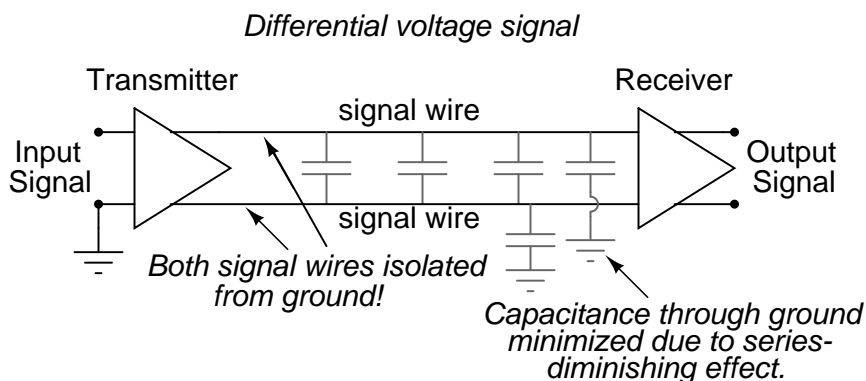 Differential voltage signal
Transmitter
Receiver
signal wire
Input
Signal
Output
Signal
signal wire
Both signal wires isolated
from ground!
Capacitance through ground
minimized due to series-
diminishing effect.